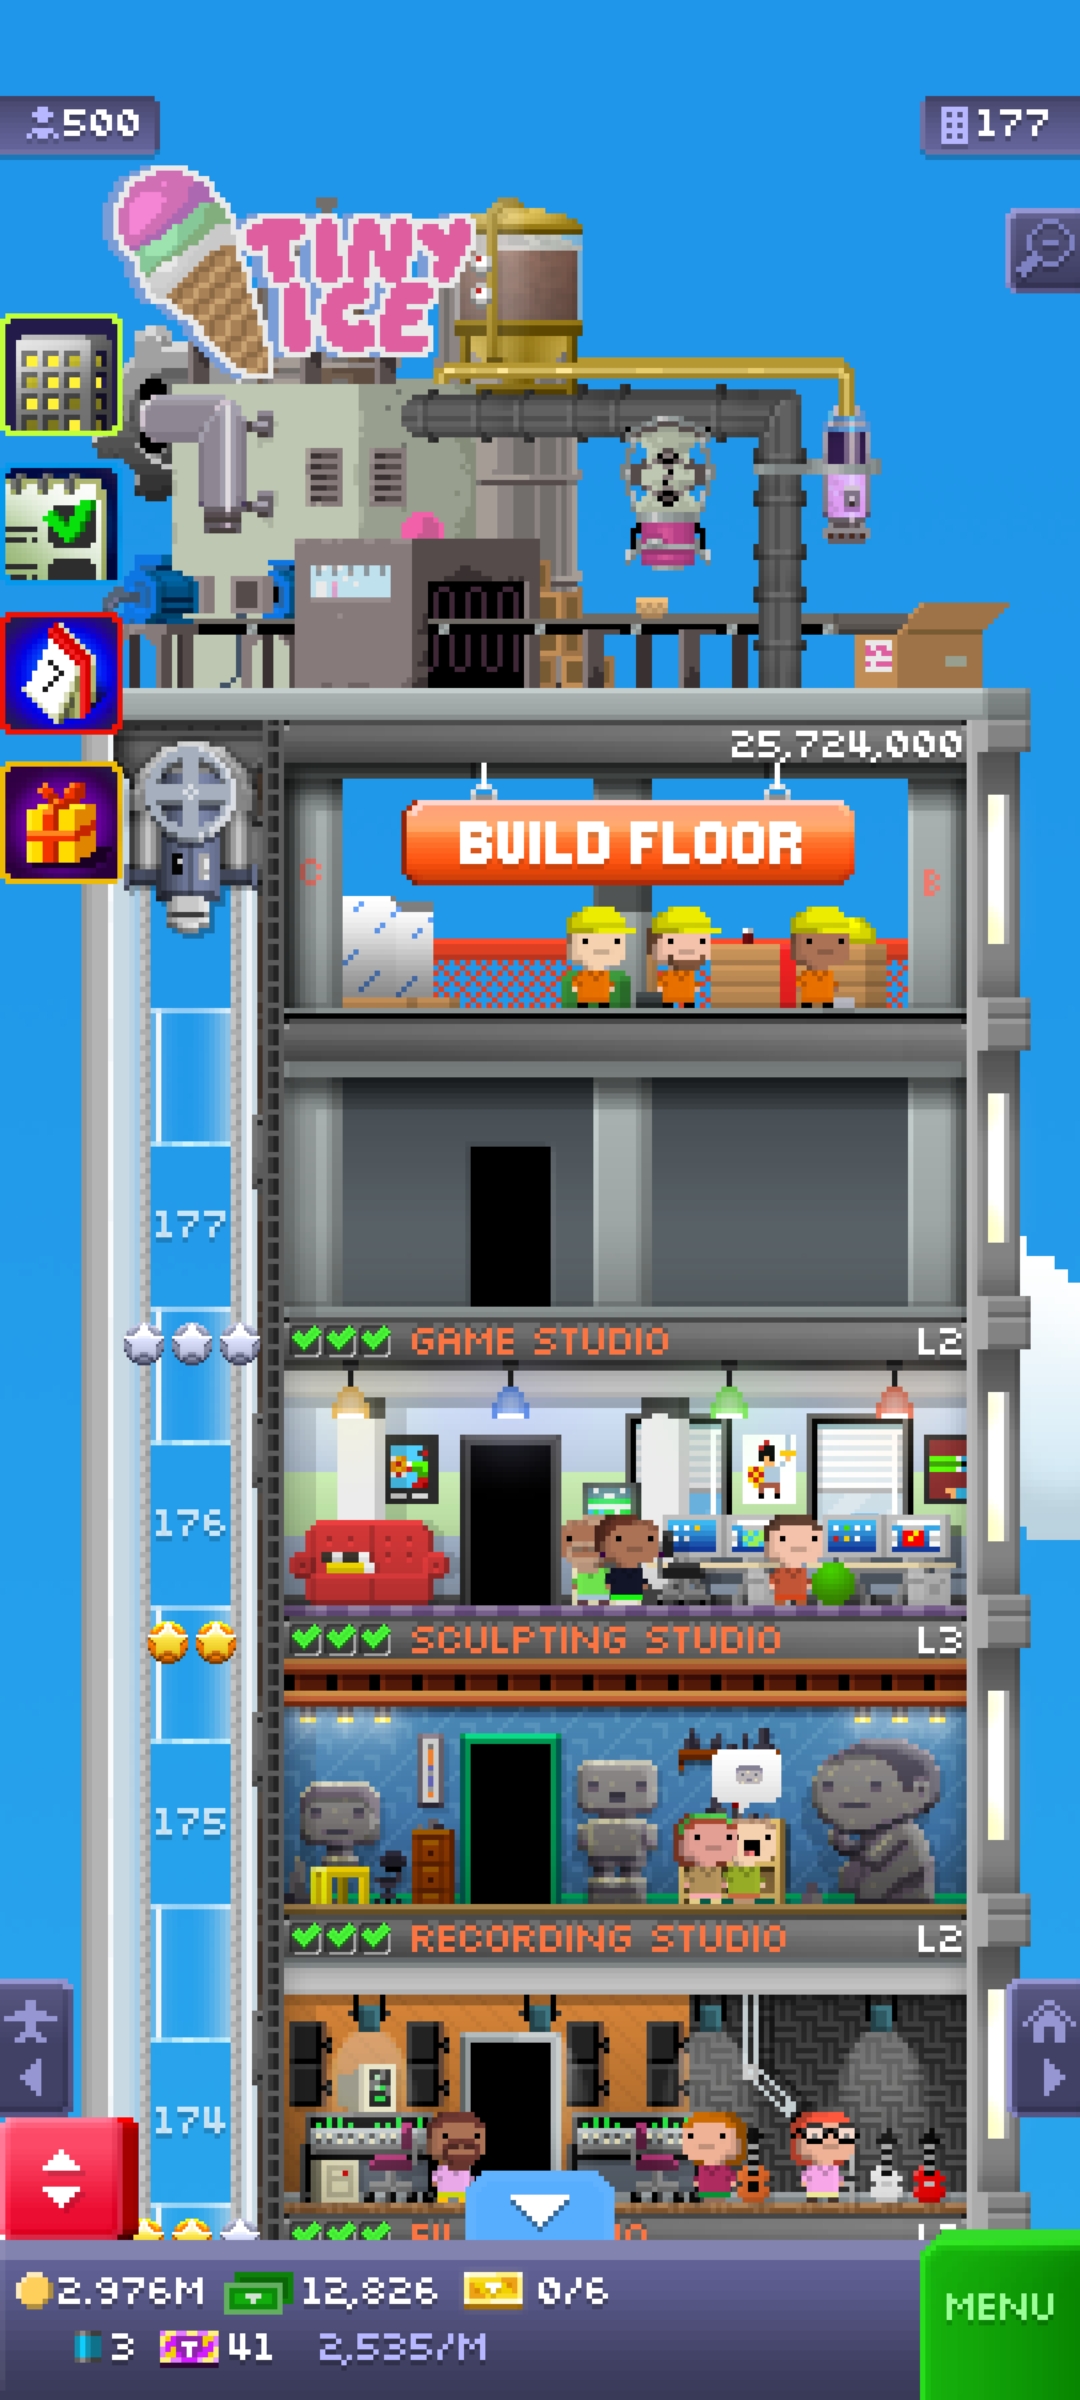 500
177
TINY
ICE
25,724,000
BUILD FLOOR
C
B
177
GAME STUDIO L2
176
SCULPTING STUDIO L3
175
RECORDING STUDIO L2
174
2.976M 12,826 0/6
3 41 2,535/M
MENU